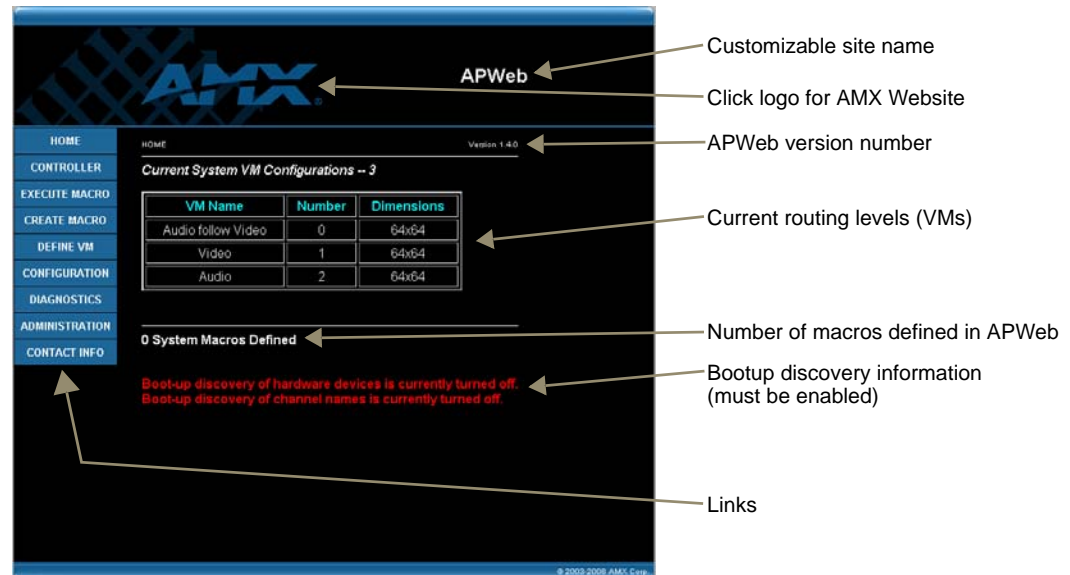 AMX
APWeb
HOME
CONTROLLER
EXECUTE MACRO
CREATE MACRO
DEFINE VM
CONFIGURATION
DIAGNOSTICS
ADMINISTRATION
CONTACT INFO
HOME
Version 1.4.0
Current System VM Configurations -- 3
VM Name Number Dimensions
Audio follow Video 0 64x64
Video 1 64x64
Audio 2 64x64
0 System Macros Defined
Boot-up discovery of hardware devices is currently turned off.
Boot-up discovery of channel names is currently turned off.
© 2003-2008 AMX Corp.
Customizable site name
Click logo for AMX Website
APWeb version number
Current routing levels (VMs)
Number of macros defined in APWeb
Bootup discovery information
(must be enabled)
Links